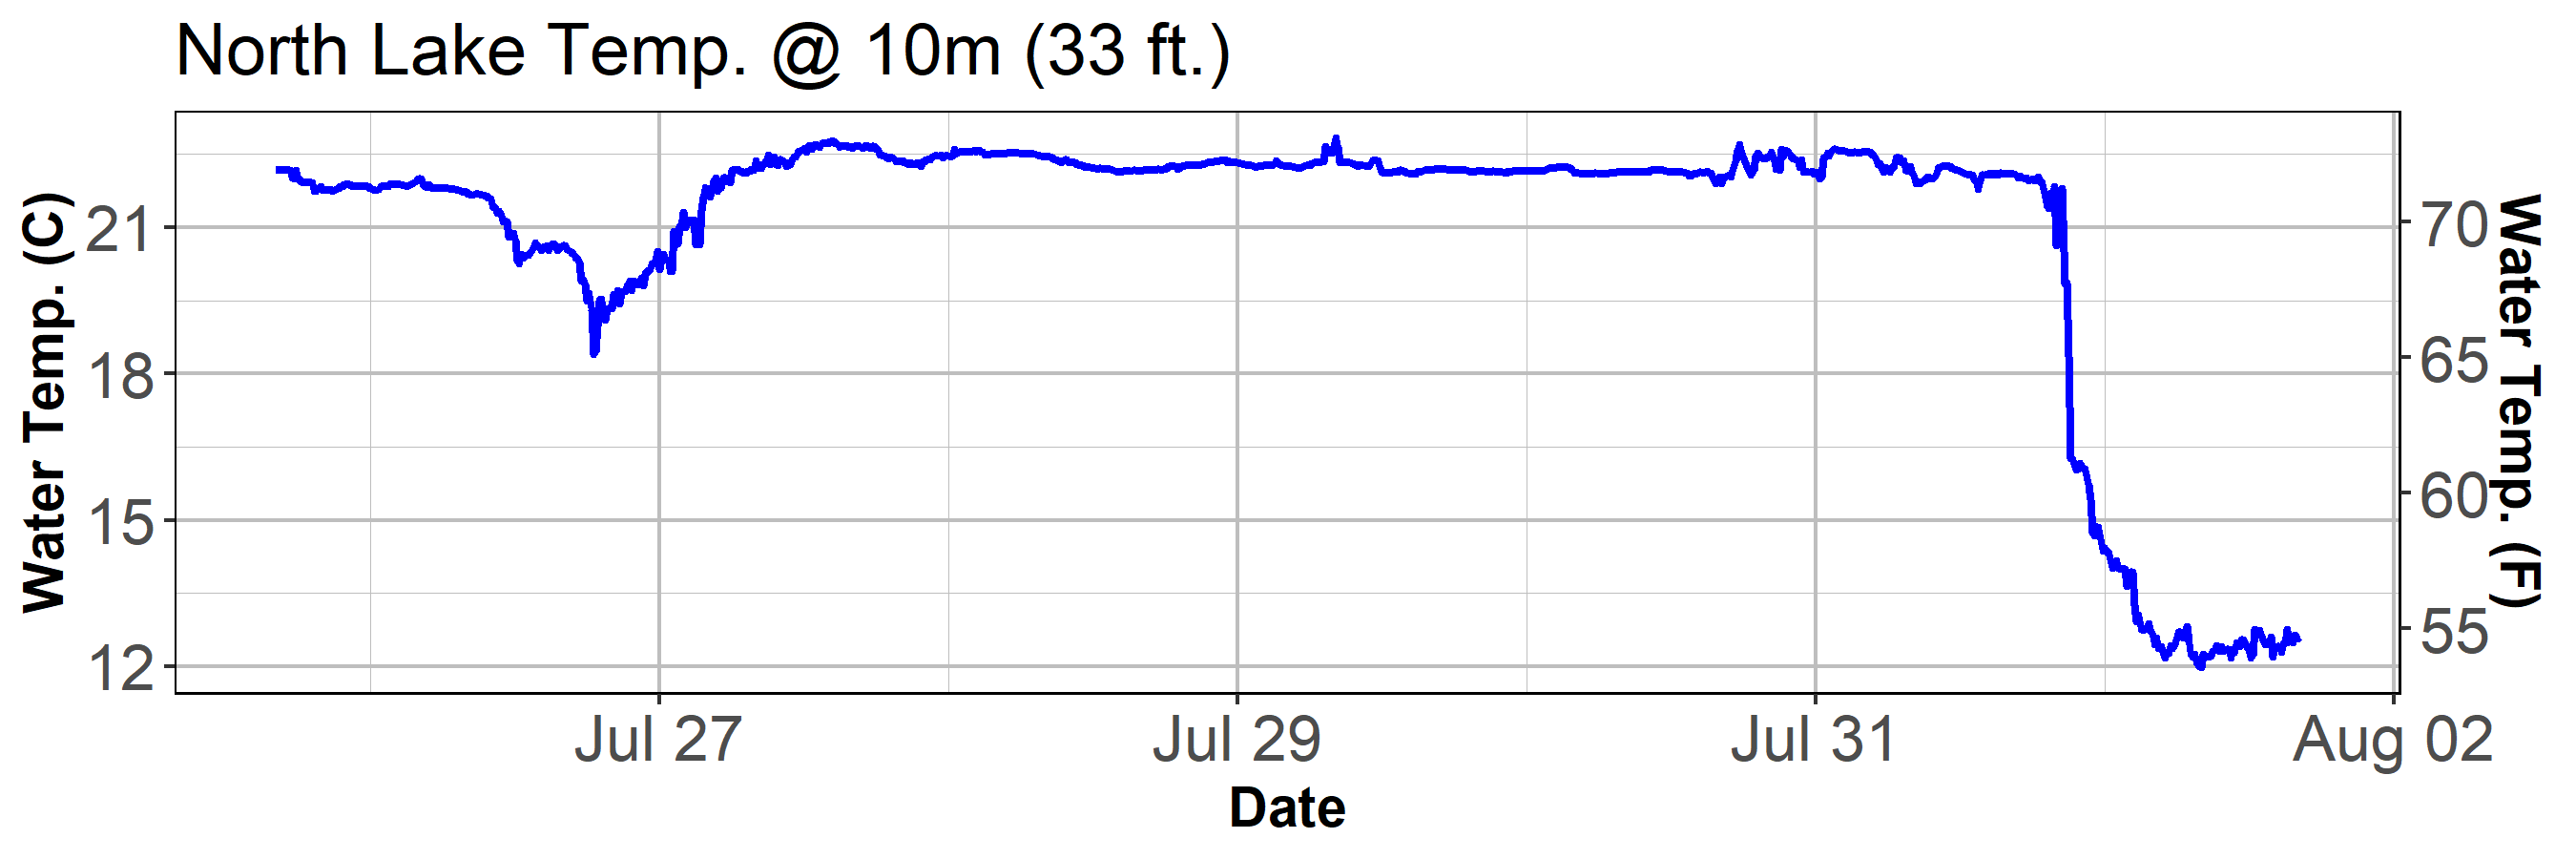 North Lake Temp. @ 10m (33 ft.)
Water Temp. (C)
21
18
15
12
70
65
60
55
Water Temp. (F)
Jul 27
Jul 29
Jul 31
Aug 02
Date